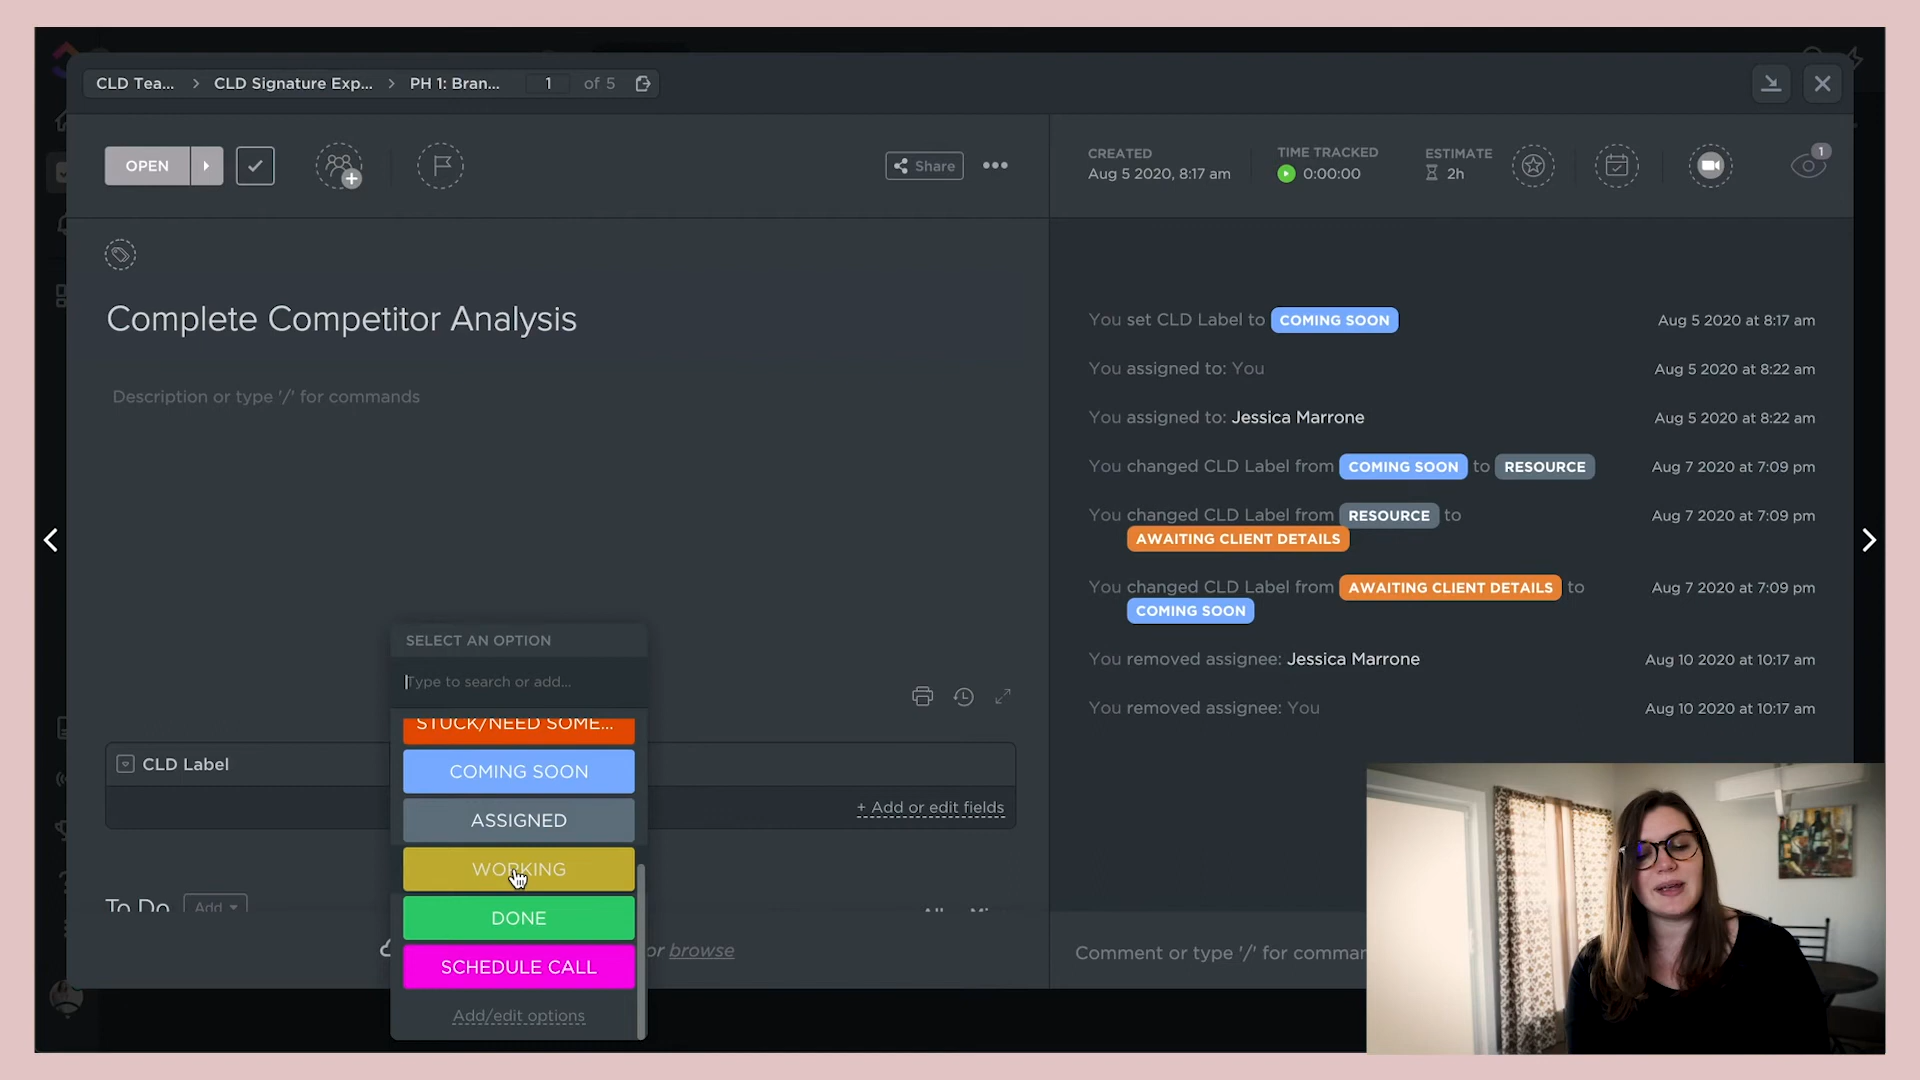 CLD Tea... > CLD Signature Exp... > PH 1: Bran... 1 of 5
OPEN
Share
CREATED
Aug 5 2020, 8:17 am
TIME TRACKED
0:00:00
ESTIMATE
2h
1
Complete Competitor Analysis
Description or type '/' for commands
You set CLD Label to COMING SOON Aug 5 2020 at 8:17 am
You assigned to: You Aug 5 2020 at 8:22 am
You assigned to: Jessica Marrone Aug 5 2020 at 8:22 am
You changed CLD Label from COMING SOON to RESOURCE Aug 7 2020 at 7:09 pm
You changed CLD Label from RESOURCE to Aug 7 2020 at 7:09 pm
AWAITING CLIENT DETAILS
You changed CLD Label from AWAITING CLIENT DETAILS to Aug 7 2020 at 7:09 pm
COMING SOON
You removed assignee: Jessica Marrone Aug 10 2020 at 10:17 am
You removed assignee: You Aug 10 2020 at 10:17 am
SELECT AN OPTION
Type to search or add...
STUCK/NEED SOME...
COMING SOON
ASSIGNED
WORKING
DONE
SCHEDULE CALL
Add/edit options
CLD Label
+ Add or edit fields
To Do Add
or browse
Comment or type '/' for comman